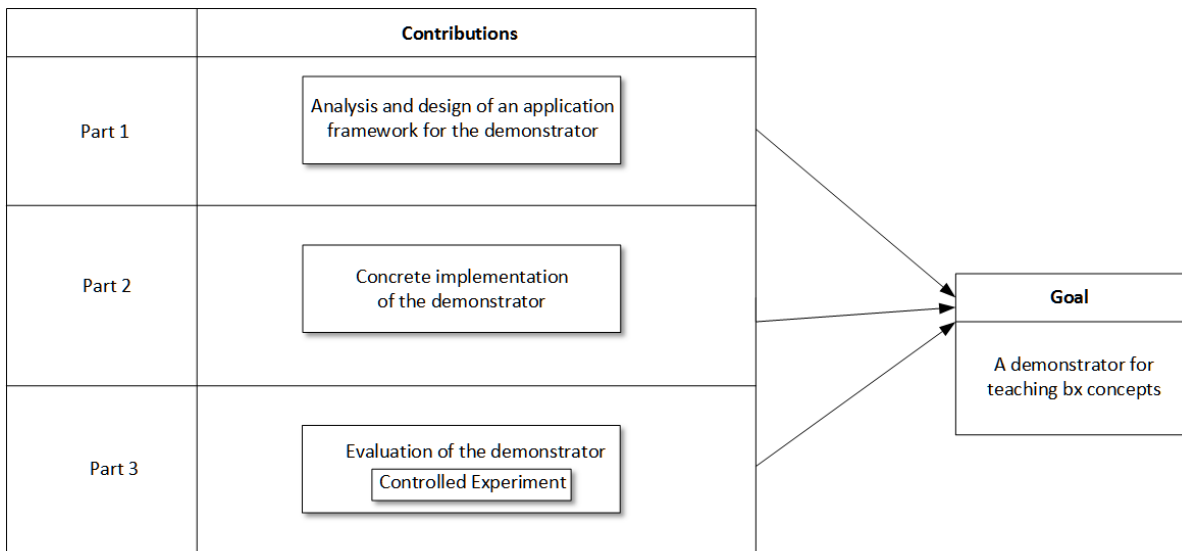 Contributions
Part 1
Analysis and design of an application
framework for the demonstrator
Part 2
Concrete implementation
of the demonstrator
Part 3
Evaluation of the demonstrator
Controlled Experiment
Goal
A demonstrator for
teaching bx concepts